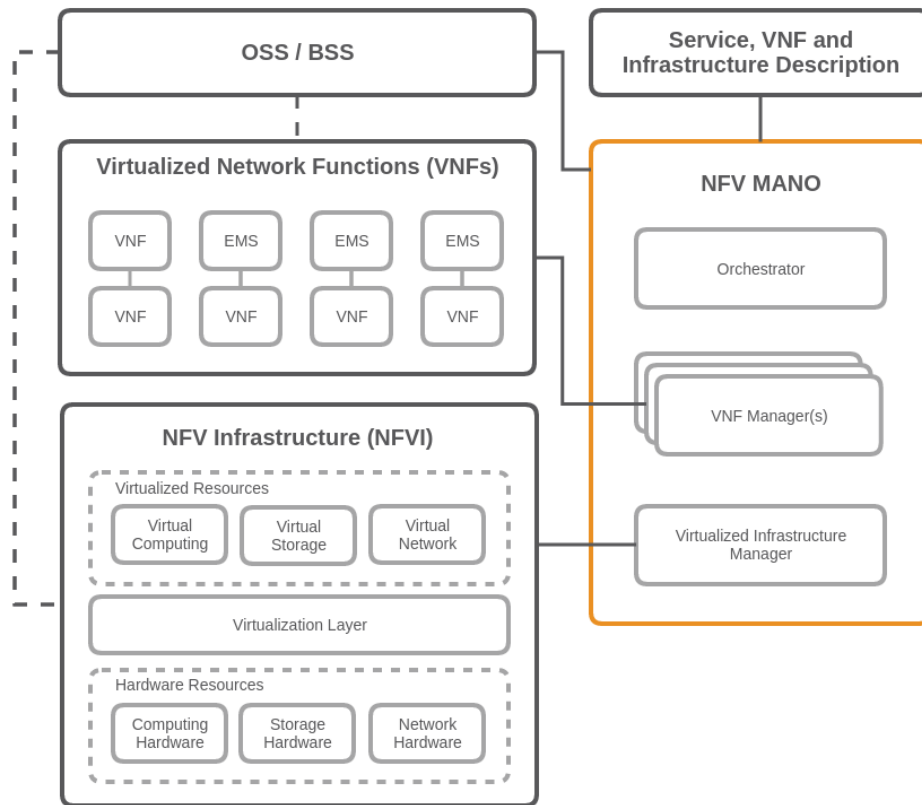 OSS / BSS
Service, VNF and
Infrastructure Description
Virtualized Network Functions (VNFs)
VNF
EMS
EMS
EMS
VNF
VNF
VNF
VNF
NFV MANO
Orchestrator
VNF Manager(s)
Virtualized Infrastructure
Manager
NFV Infrastructure (NFVI)
Virtualized Resources
Virtual
Computing
Virtual
Storage
Virtual
Network
Virtualization Layer
Hardware Resources
Computing
Hardware
Storage
Hardware
Network
Hardware